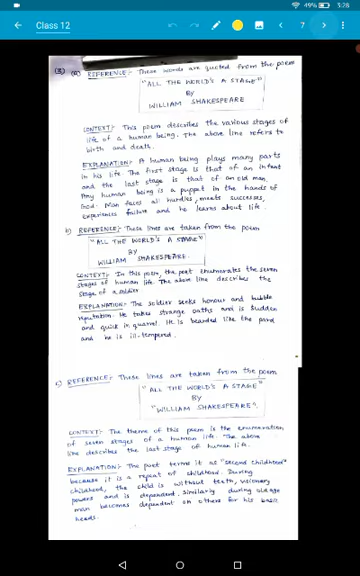 49% 3:28
Class 12
7
(3) (a) REFERENCE:- These words are quoted from the poem
"ALL THE WORLD'S A STAGE"
BY
WILLIAM SHAKESPEARE
CONTEXT:- This poem describes the various stages of
life of a human being. The above line refers to
birth and death.
EXPLANATION:- A human being plays many parts
in his life. The first stage is that of an infant
and the last stage is that of an old man.
Any human being is a puppet in the hands of
God. Man faces all hurdles, meets successes,
experiences failure and he learns about life.
b) REFERENCE:- These lines are taken from the poem
"ALL THE WORLD'S A STAGE"
BY
WILLIAM SHAKESPEARE.
CONTEXT:- In this poem, the poet enumerates the seven
stages of human life. The above line describes the
stage of a soldier.
EXPLANATION:- The soldier seeks honour and bubble
reputation. He takes strange oaths and is sudden
and quick in quarrel. He is bearded like the pard
and he is ill-tempered.
c) REFERENCE:- These lines are taken from the poem
"ALL THE WORLD'S A STAGE"
BY
"WILLIAM SHAKESPEARE".
CONTEXT:- The theme of this poem is the enumeration
of seven stages of a human life. The above
line describes the last stage of human life.
EXPLANATION:- The poet terms it as "second childhood"
because it is a repeat of childhood. During
childhood, the child is without teeth, visionary
powers and is dependent. Similarly during old age
man becomes dependent on others for his basic
needs.